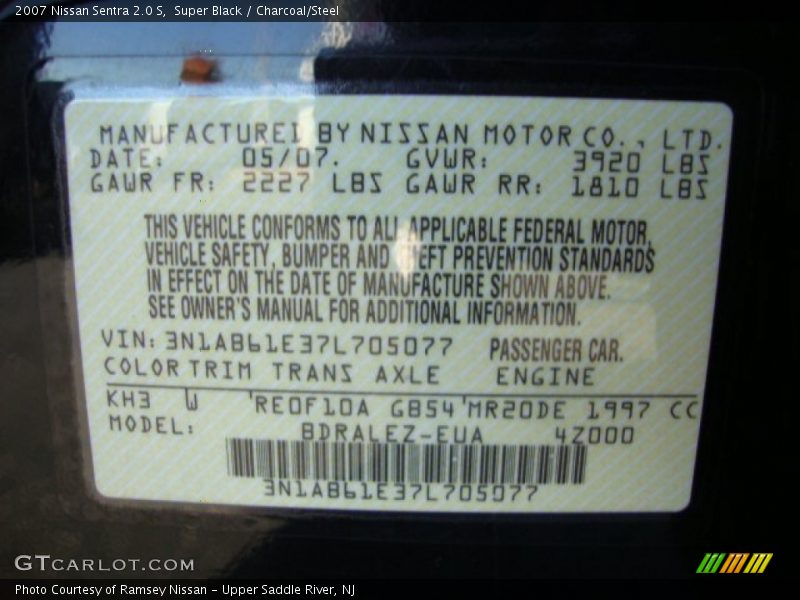 2007 Nissan Sentra 2.0 S,  Super Black / Charcoal/Steel
MANUFACTURED BY NISSAN MOTOR CO., LTD.
DATE: 05/07. GVWR: 3920 LBS
GAWR FR: 2227 LBS GAWR RR: 1810 LBS
THIS VEHICLE CONFORMS TO ALL APPLICABLE FEDERAL MOTOR
VEHICLE SAFETY, BUMPER AND THEFT PREVENTION STANDARDS
IN EFFECT ON THE DATE OF MANUFACTURE SHOWN ABOVE.
SEE OWNER'S MANUAL FOR ADDITIONAL INFORMATION.
VIN: 3N1AB61E37L705077 PASSENGER CAR.
COLOR TRIM TRANS AXLE ENGINE
KH3 W 'RE0F10A GB54'MR20DE 1997 CC
MODEL: BDRALEZ-EUA 4Z000
3N1AB61E37L705077
GTCARLOT.COM
Photo Courtesy of Ramsey Nissan - Upper Saddle River, NJ